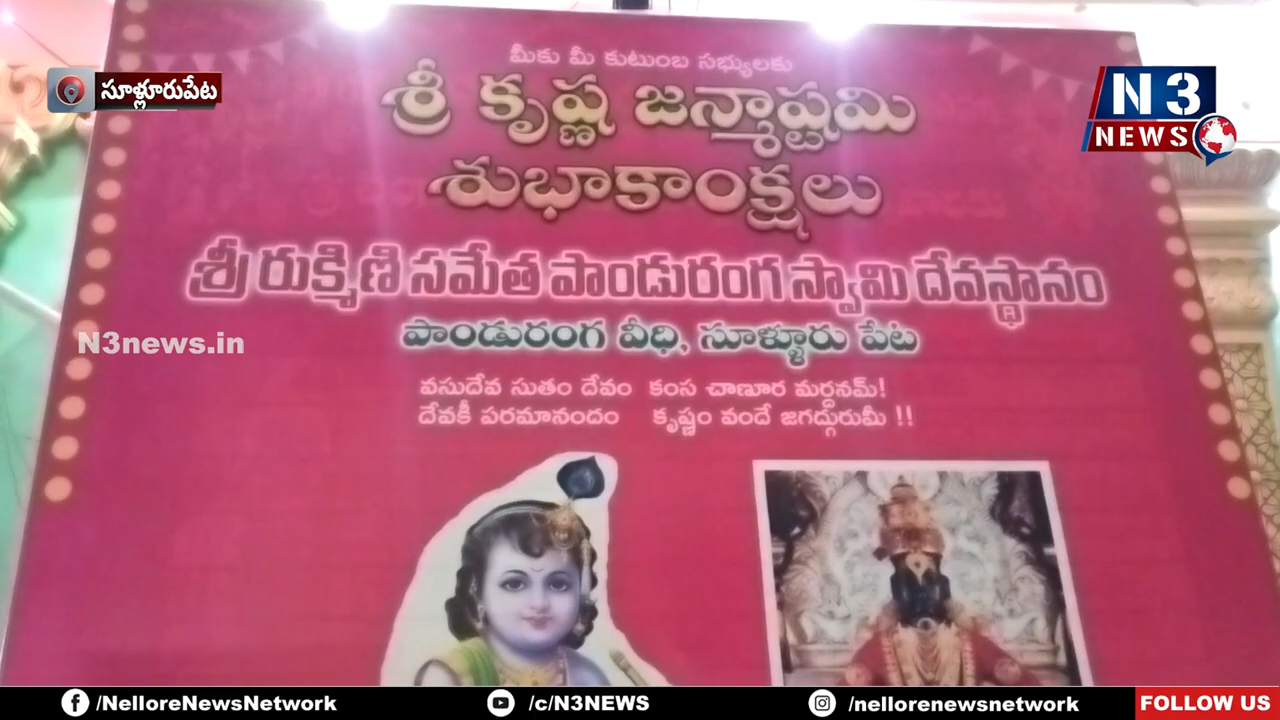 మీకు మీ కుటుంబ సభ్యులకు
శ్రీ కృష్ణ జన్మాష్టమి
శుభాకాంక్షలు
శ్రీ రుక్మిణి సమేత పాండురంగ స్వామి దేవస్థానం
పాండురంగ వీధి, సూళ్ళూరు పేట
వసుదేవ సుతం దేవం కంస చాణూర మర్దనమ్!
దేవకీ పరమానందం కృష్ణం వందే జగద్గురుమ్ !!
సూళ్లూరుపేట
N3
NEWS
N3news.in
/NelloreNewsNetwork
/c/N3NEWS
/nellorenewsnetwork
FOLLOW US